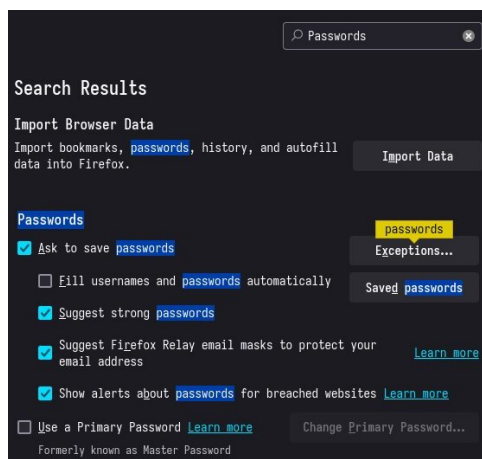 Passwords
Search Results
Import Browser Data
Import bookmarks, passwords, history, and autofill
data into Firefox.
Import Data
Passwords
passwords
Ask to save passwords
Exceptions...
Fill usernames and passwords automatically
Saved passwords
Suggest strong passwords
Suggest Firefox Relay email masks to protect your
email address
Learn more
Show alerts about passwords for breached websites Learn more
Use a Primary Password Learn more
Change Primary Password...
Formerly known as Master Password